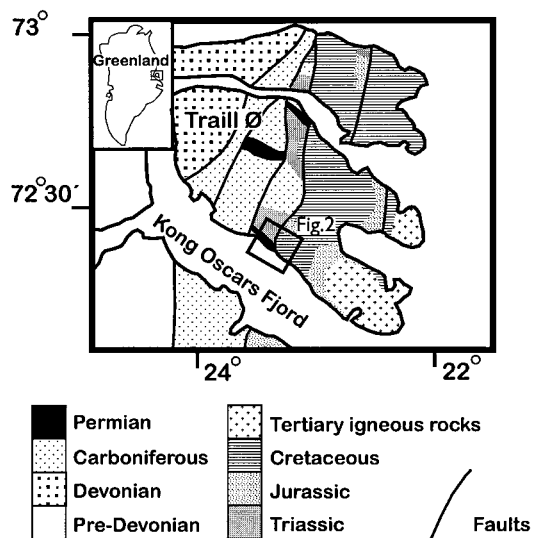 73°
Greenland
Traill Ø
72°30´
Fig.2
Kong Oscars Fjord
24°
22°
Permian
Carboniferous
Devonian
Pre-Devonian
Tertiary igneous rocks
Cretaceous
Jurassic
Triassic
Faults